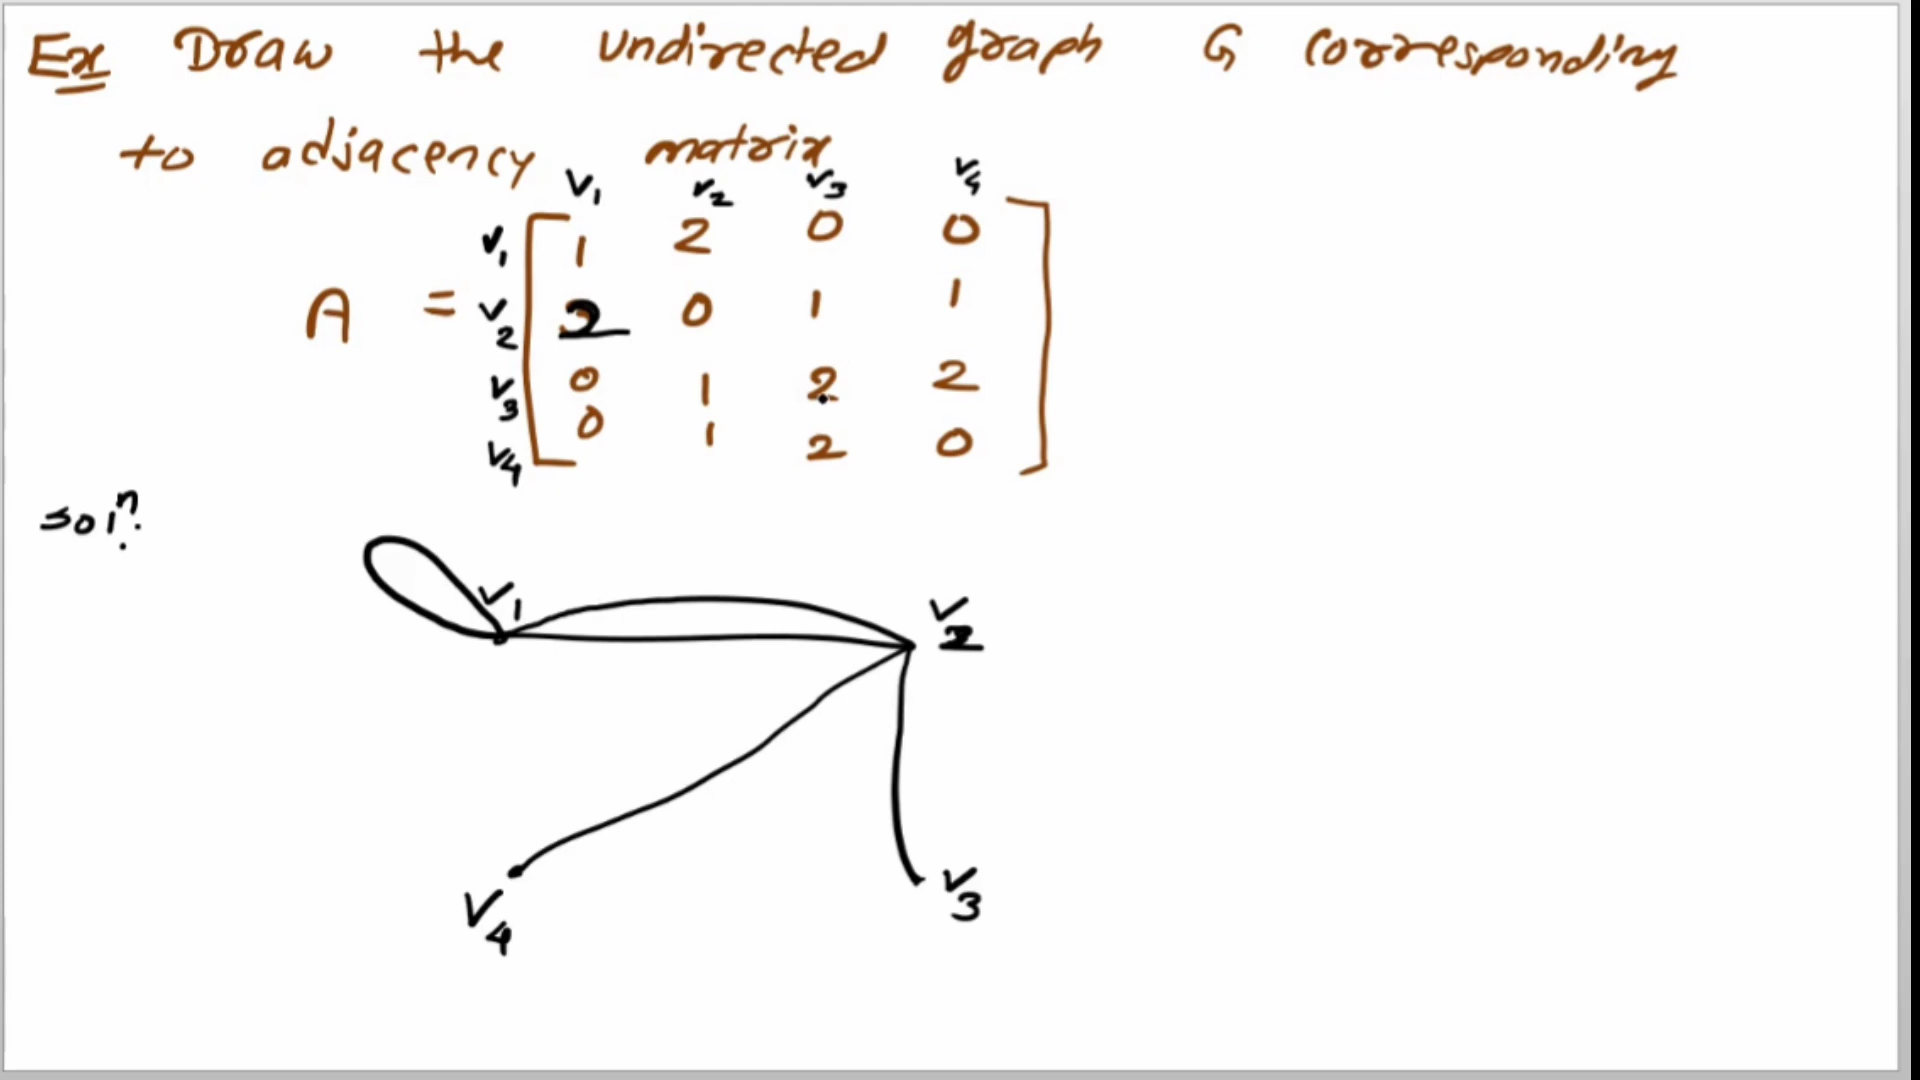 Ex Draw the undirected graph G corresponding
to adjacency matrix
V1 V2 V3 V4
V1 1 2 0 0
A = V2 2 0 1 1
V3 0 1 2 2
V4 0 1 2 0
soln:
V1 V2
V4 V3